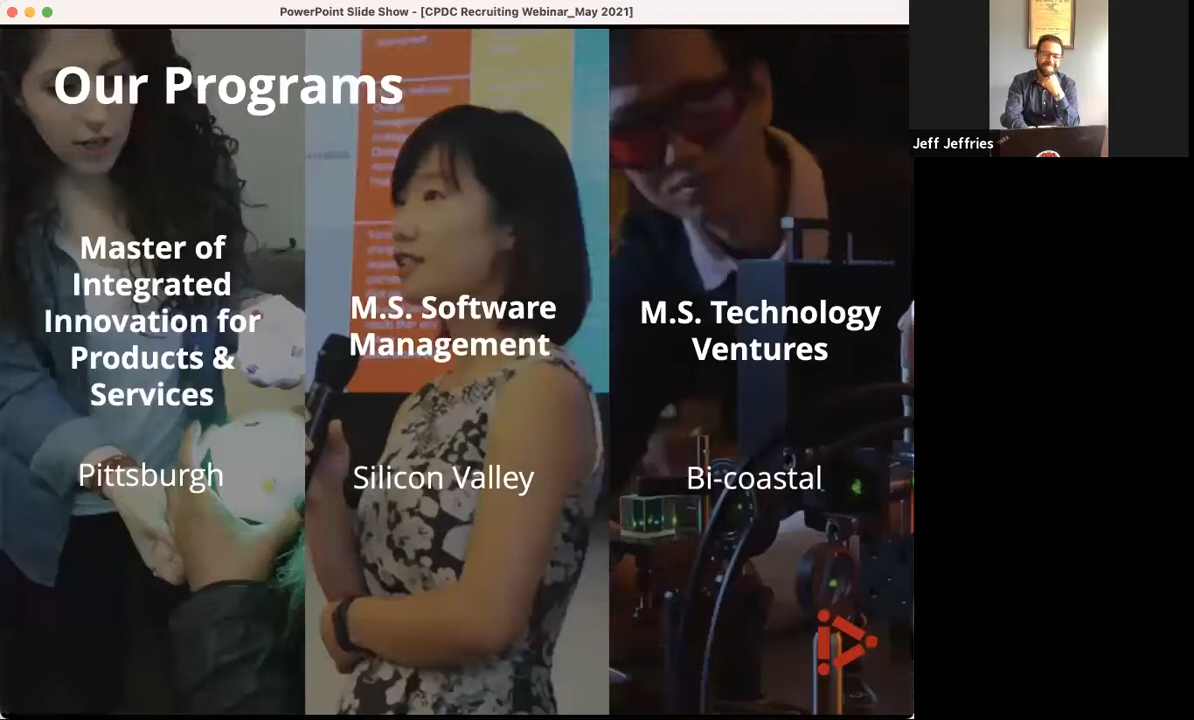 PowerPoint Slide Show - [CPDC Recruiting Webinar_May 2021]
Our Programs
Master of
Integrated
Innovation for
Products &
Services
Pittsburgh
M.S. Software
Management
Silicon Valley
M.S. Technology
Ventures
Bi-coastal
Jeff Jeffries